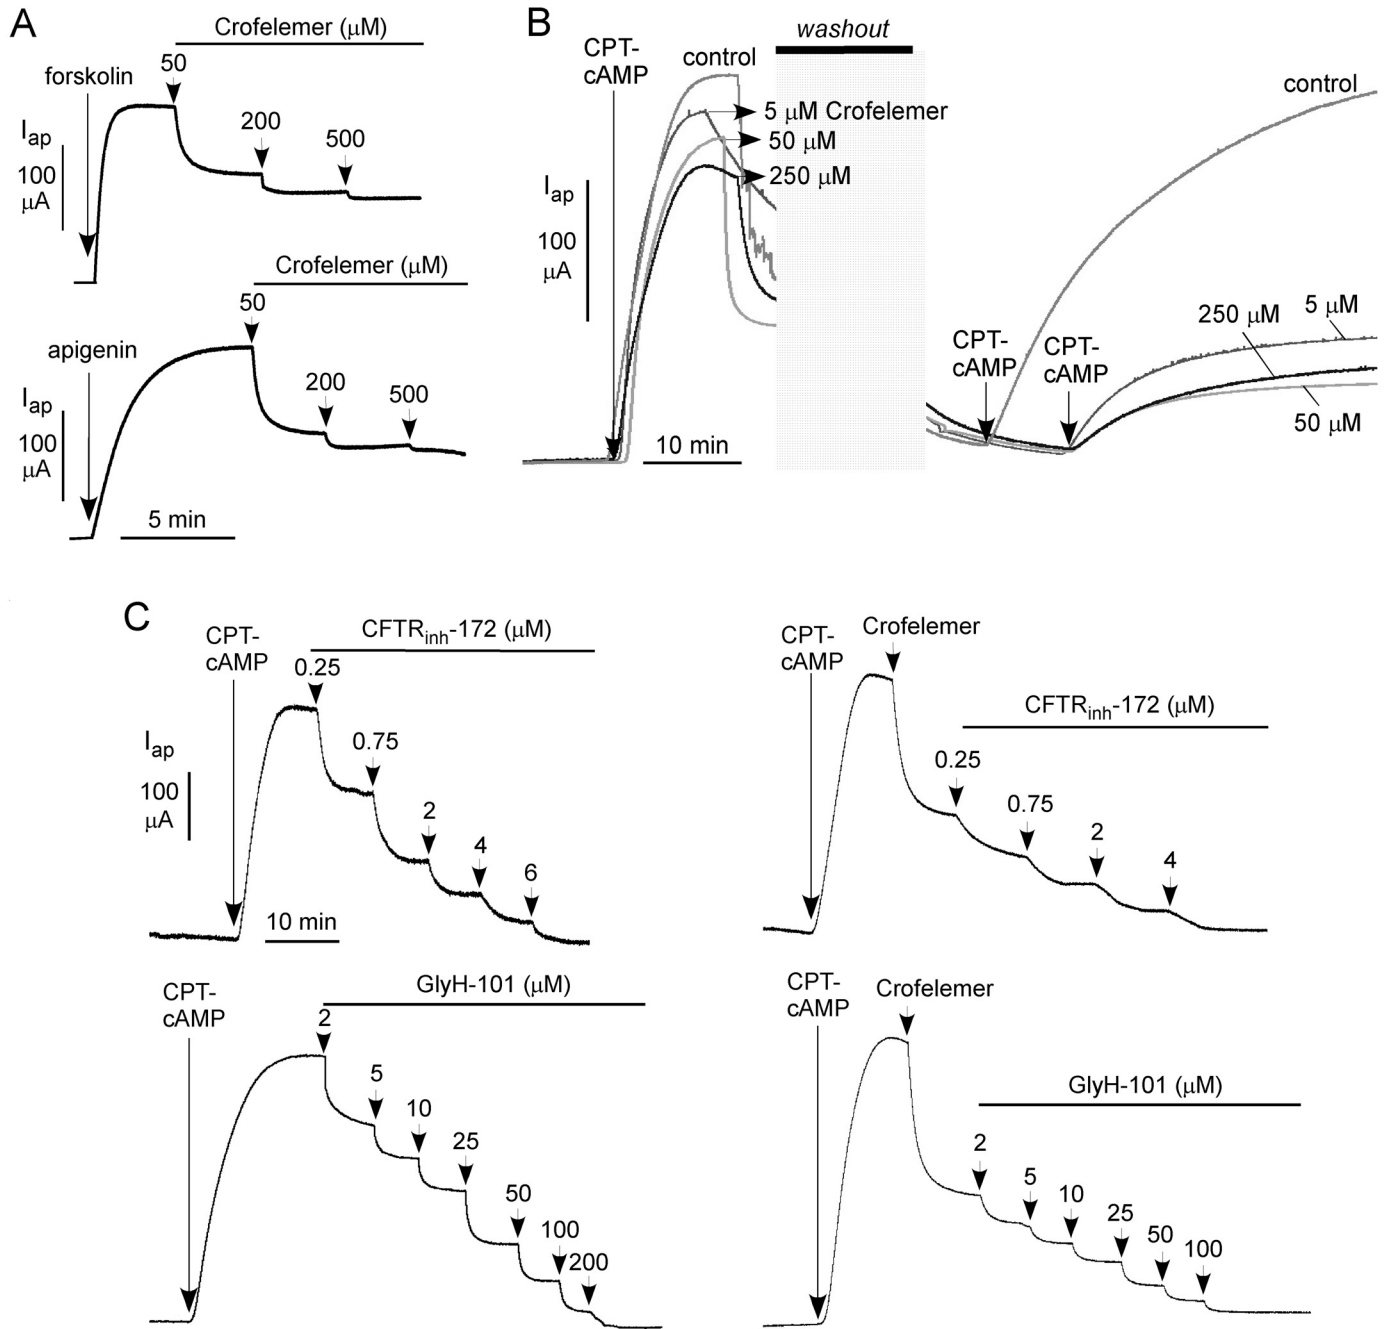 A
Crofelemer (μM)
50
forskolin
200
500
Iap
100
μA
Crofelemer (μM)
50
apigenin
200
500
Iap
100
μA
5 min
B
washout
CPT-
cAMP
control
5 μM Crofelemer
50 μM
250 μM
Iap
100
μA
10 min
control
CPT-
cAMP
CPT-
cAMP
250 μM
5 μM
50 μM
C
CPT-
cAMP
CFTRinh-172 (μM)
0.25
0.75
2
4
6
Iap
100
μA
10 min
CPT-
cAMP
Crofelemer
CFTRinh-172 (μM)
0.25
0.75
2
4
CPT-
cAMP
GlyH-101 (μM)
2
5
10
25
50
100
200
CPT-
cAMP
Crofelemer
GlyH-101 (μM)
2
5
10
25
50
100